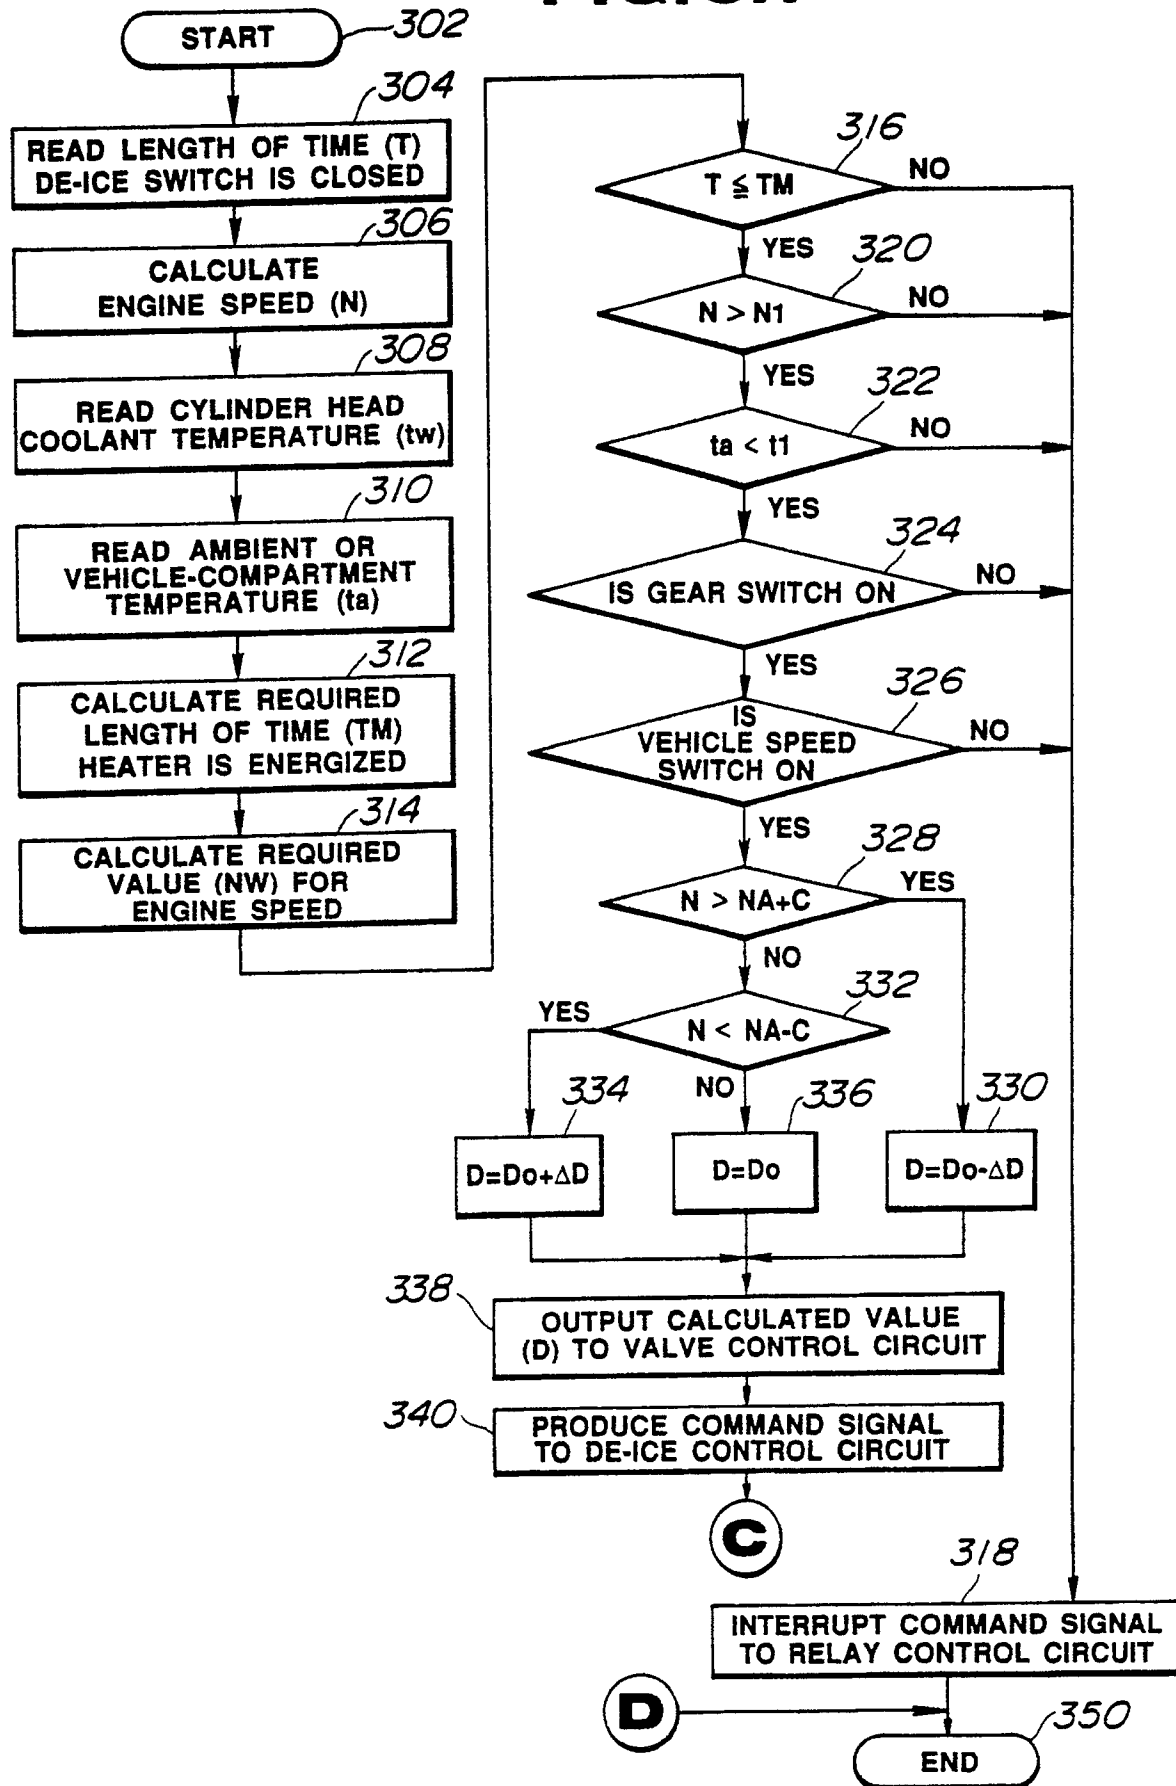 START
302
304
READ LENGTH OF TIME (T)
DE-ICE SWITCH IS CLOSED
306
CALCULATE
ENGINE SPEED (N)
308
READ CYLINDER HEAD
COOLANT TEMPERATURE (tw)
310
READ AMBIENT OR
VEHICLE-COMPARTMENT
TEMPERATURE (ta)
312
CALCULATE REQUIRED
LENGTH OF TIME (TM)
HEATER IS ENERGIZED
314
CALCULATE REQUIRED
VALUE (NW) FOR
ENGINE SPEED
316
T ≦ TM
NO
YES
320
N > N1
NO
YES
322
ta < t1
NO
YES
324
IS GEAR SWITCH ON
NO
YES
326
IS
VEHICLE SPEED
SWITCH ON
NO
YES
328
N > NA+C
YES
NO
332
YES
N < NA-C
NO
334
336
330
D=Do+ΔD
D=Do
D=Do-ΔD
338
OUTPUT CALCULATED VALUE
(D) TO VALVE CONTROL CIRCUIT
340
PRODUCE COMMAND SIGNAL
TO DE-ICE CONTROL CIRCUIT
C
318
INTERRUPT COMMAND SIGNAL
TO RELAY CONTROL CIRCUIT
D
350
END